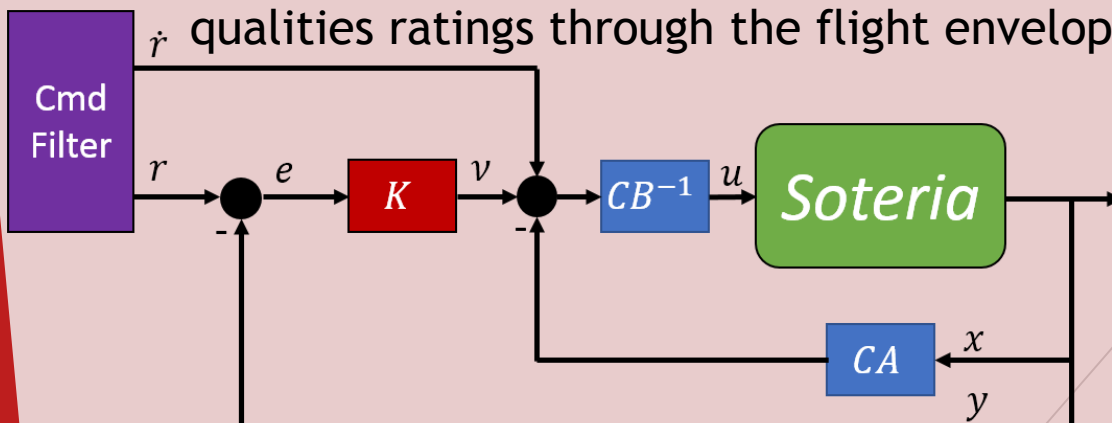 ṙ qualities ratings through the flight envelop
Cmd
Filter
r
e
K
ν
CB⁻¹
u
Soteria
-
-
CA
x
y